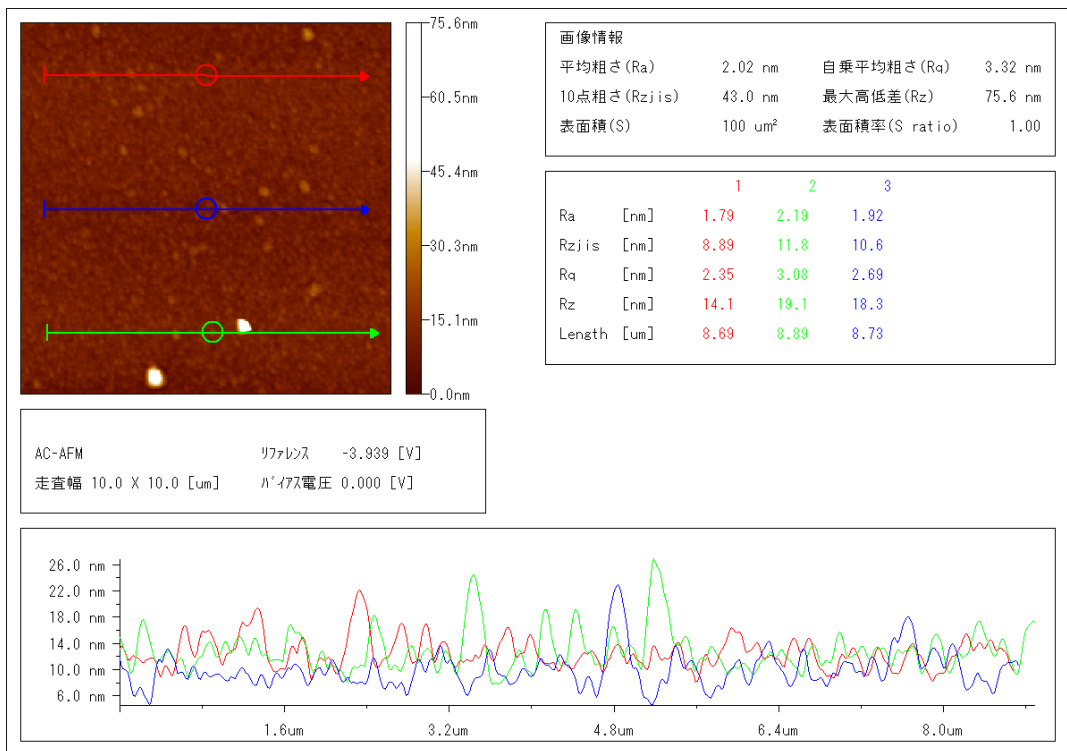 75.6nm
60.5nm
45.4nm
30.3nm
15.1nm
0.0nm
画像情報
平均粗さ(Ra) 2.02 nm 自乗平均粗さ(Rq) 3.32 nm
10点粗さ(Rzjis) 43.0 nm 最大高低差(Rz) 75.6 nm
表面積(S) 100 um² 表面積率(S ratio) 1.00
1 2 3
Ra [nm] 1.79 2.19 1.92
Rzjis [nm] 8.89 11.8 10.6
Rq [nm] 2.35 3.08 2.69
Rz [nm] 14.1 19.1 18.3
Length [um] 8.69 8.89 8.73
AC-AFM ﾘﾌｧﾚﾝｽ -3.939 [V]
走査幅 10.0 X 10.0 [um] ﾊﾞｲｱｽ電圧 0.000 [V]
26.0 nm
22.0 nm
18.0 nm
14.0 nm
10.0 nm
6.0 nm
1.6um 3.2um 4.8um 6.4um 8.0um